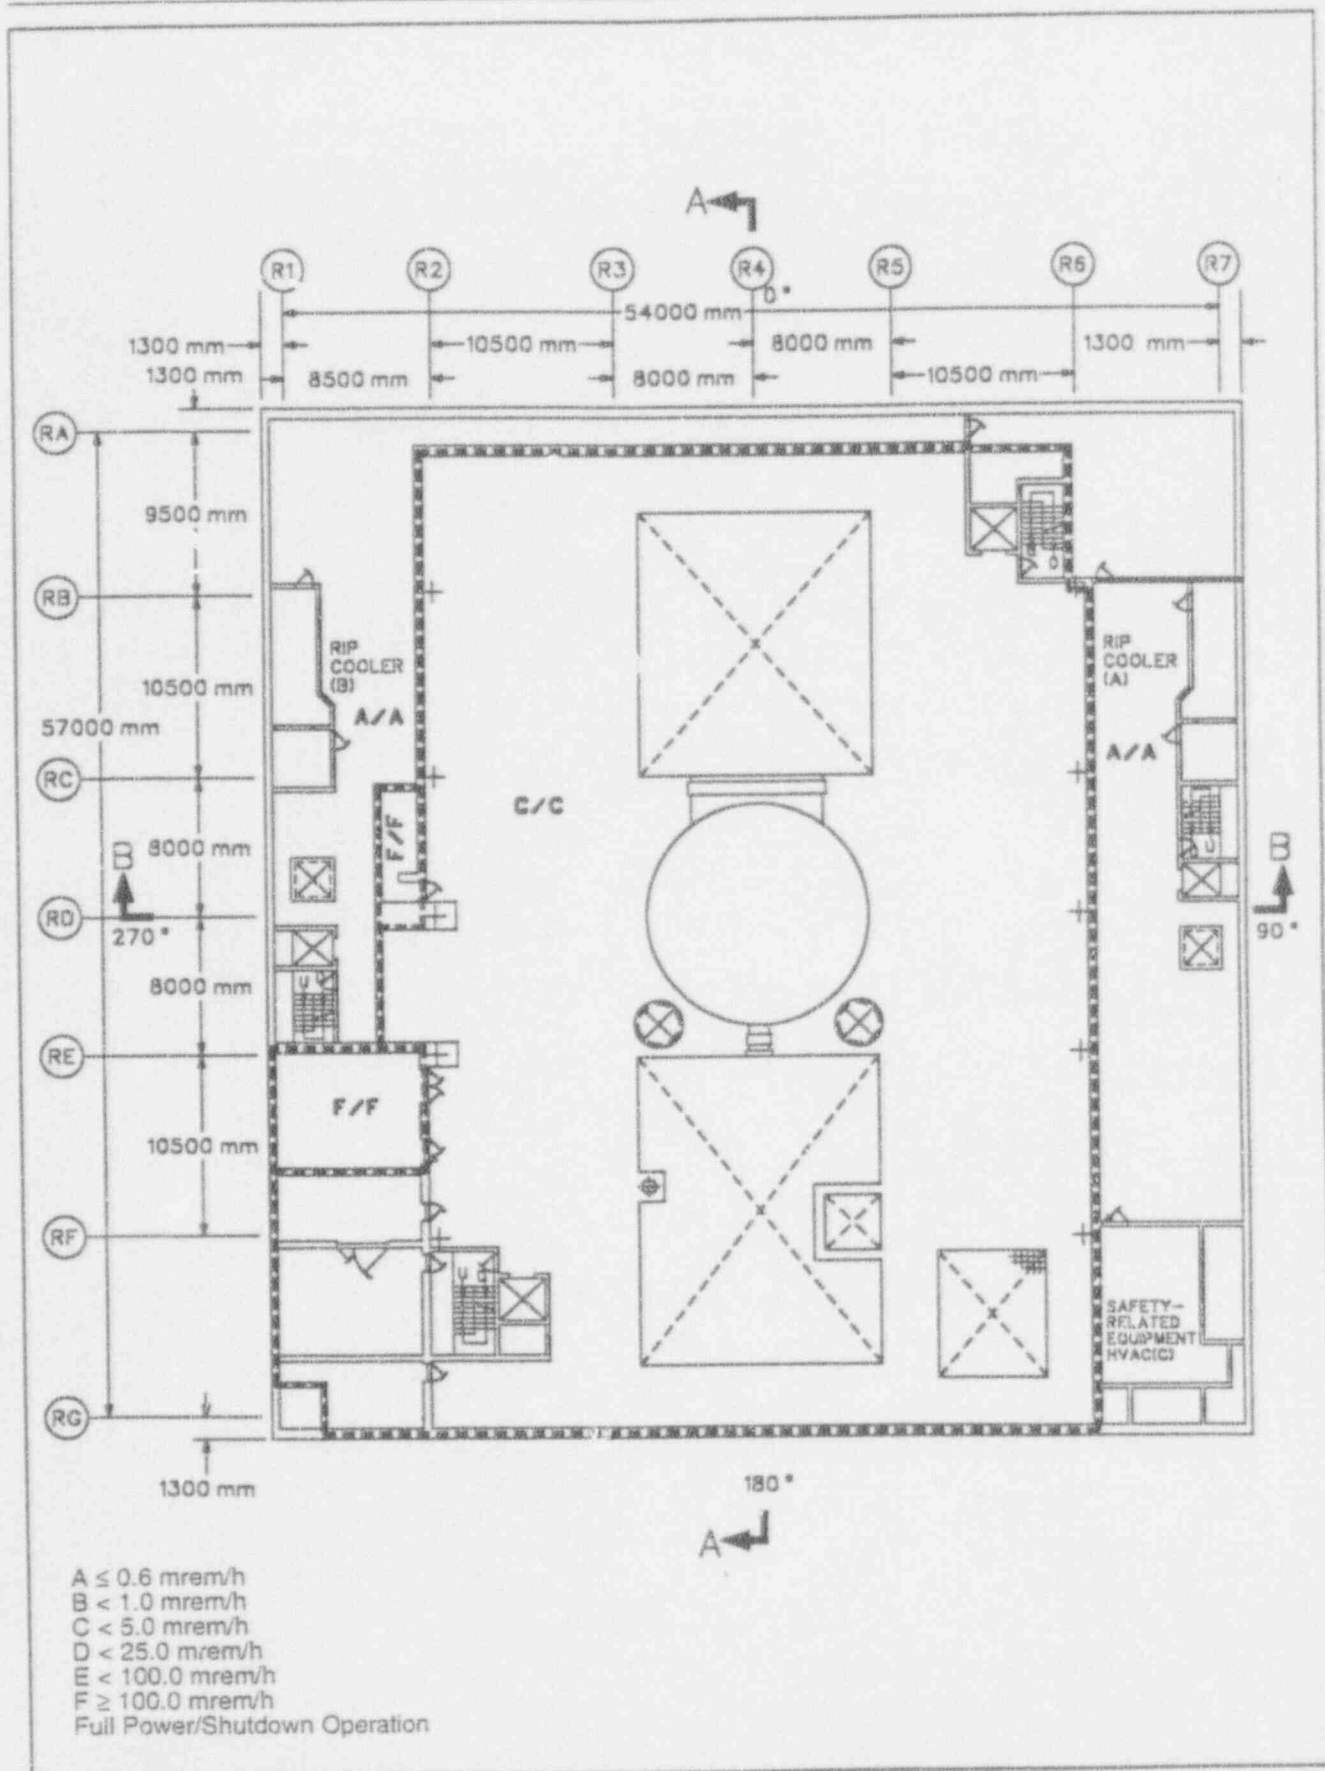 A
R1 R2 R3 R4 R5 R6 R7
0°
54000 mm
1300 mm 10500 mm 8000 mm 1300 mm
1300 mm 8500 mm 8000 mm 10500 mm
RA
9500 mm
RB
RIP
COOLER
(B)
RIP
COOLER
(A)
10500 mm
A/A
57000 mm
A/A
RC
C/C
F/F
B 8000 mm
B
RD
270°
90°
8000 mm
U
U
RE
F/F
10500 mm
RF
U
SAFETY-
RELATED
EQUIPMENT
HVAC(C)
RG
1300 mm
180°
A
A ≤ 0.6 mrem/h
B < 1.0 mrem/h
C < 5.0 mrem/h
D < 25.0 mrem/h
E < 100.0 mrem/h
F ≥ 100.0 mrem/h
Full Power/Shutdown Operation